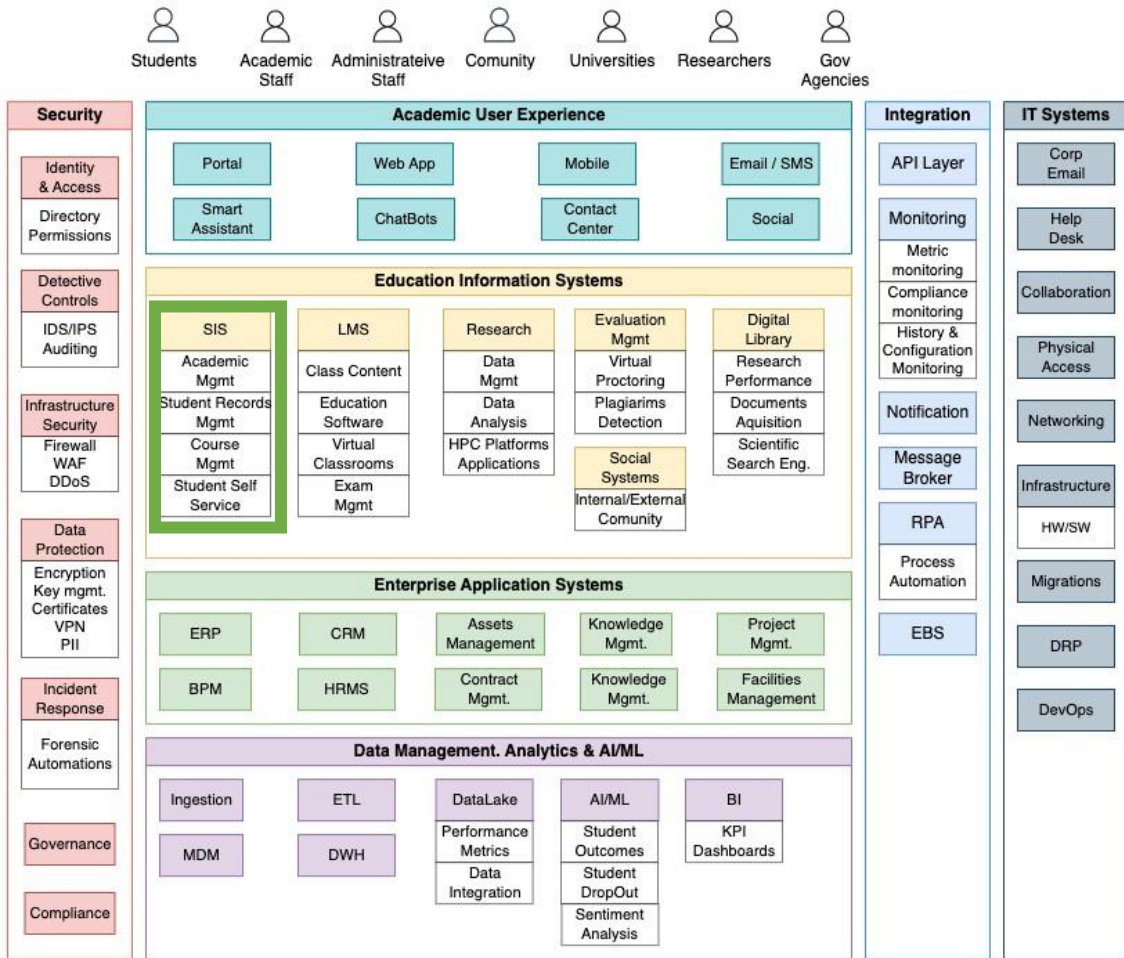 Students
Academic
Staff
Administrateive
Staff
Comunity
Universities
Researchers
Gov
Agencies
Security
Identity
& Access
Directory
Permissions
Detective
Controls
IDS/IPS
Auditing
Infrastructure
Security
Firewall
WAF
DDoS
Data
Protection
Encryption
Key mgmt.
Certificates
VPN
PII
Incident
Response
Forensic
Automations
Governance
Compliance
Academic User Experience
Portal
Web App
Mobile
Email / SMS
Smart
Assistant
ChatBots
Contact
Center
Social
Education Information Systems
SIS
Academic
Mgmt
Student Records
Mgmt
Course
Mgmt
Student Self
Service
LMS
Class Content
Education
Software
Virtual
Classrooms
Exam
Mgmt
Research
Data
Mgmt
Data
Analysis
HPC Platforms
Applications
Evaluation
Mgmt
Virtual
Proctoring
Plagiarims
Detection
Social
Systems
Internal/External
Comunity
Digital
Library
Research
Performance
Documents
Aquisition
Scientific
Search Eng.
Enterprise Application Systems
ERP
CRM
Assets
Management
Knowledge
Mgmt.
Project
Mgmt.
BPM
HRMS
Contract
Mgmt.
Knowledge
Mgmt.
Facilities
Management
Data Management. Analytics & AI/ML
Ingestion
ETL
MDM
DWH
DataLake
Performance
Metrics
Data
Integration
AI/ML
Student
Outcomes
Student
DropOut
Sentiment
Analysis
BI
KPI
Dashboards
Integration
API Layer
Monitoring
Metric
monitoring
Compliance
monitoring
History &
Configuration
Monitoring
Notification
Message
Broker
RPA
Process
Automation
EBS
IT Systems
Corp
Email
Help
Desk
Collaboration
Physical
Access
Networking
Infrastructure
HW/SW
Migrations
DRP
DevOps